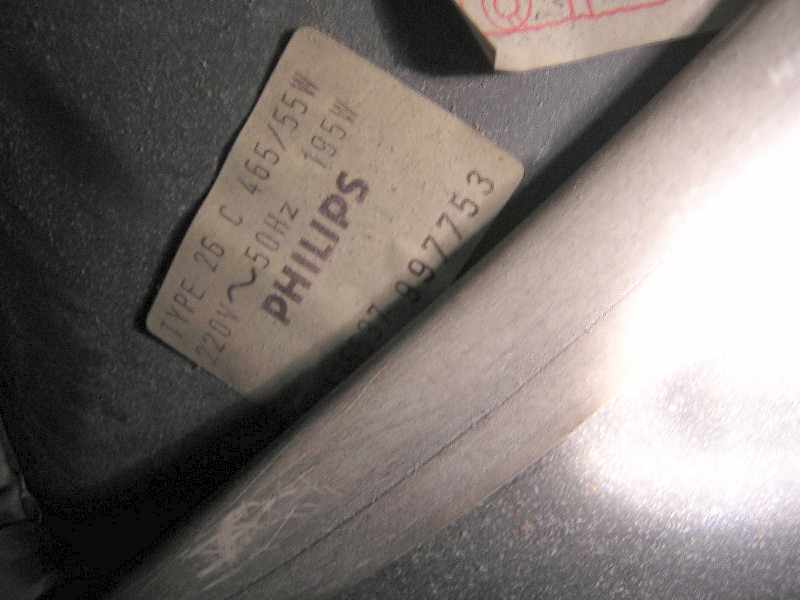 TYPE 26 C 465/55W
220V ~ 50Hz 195W
PHILIPS
997753